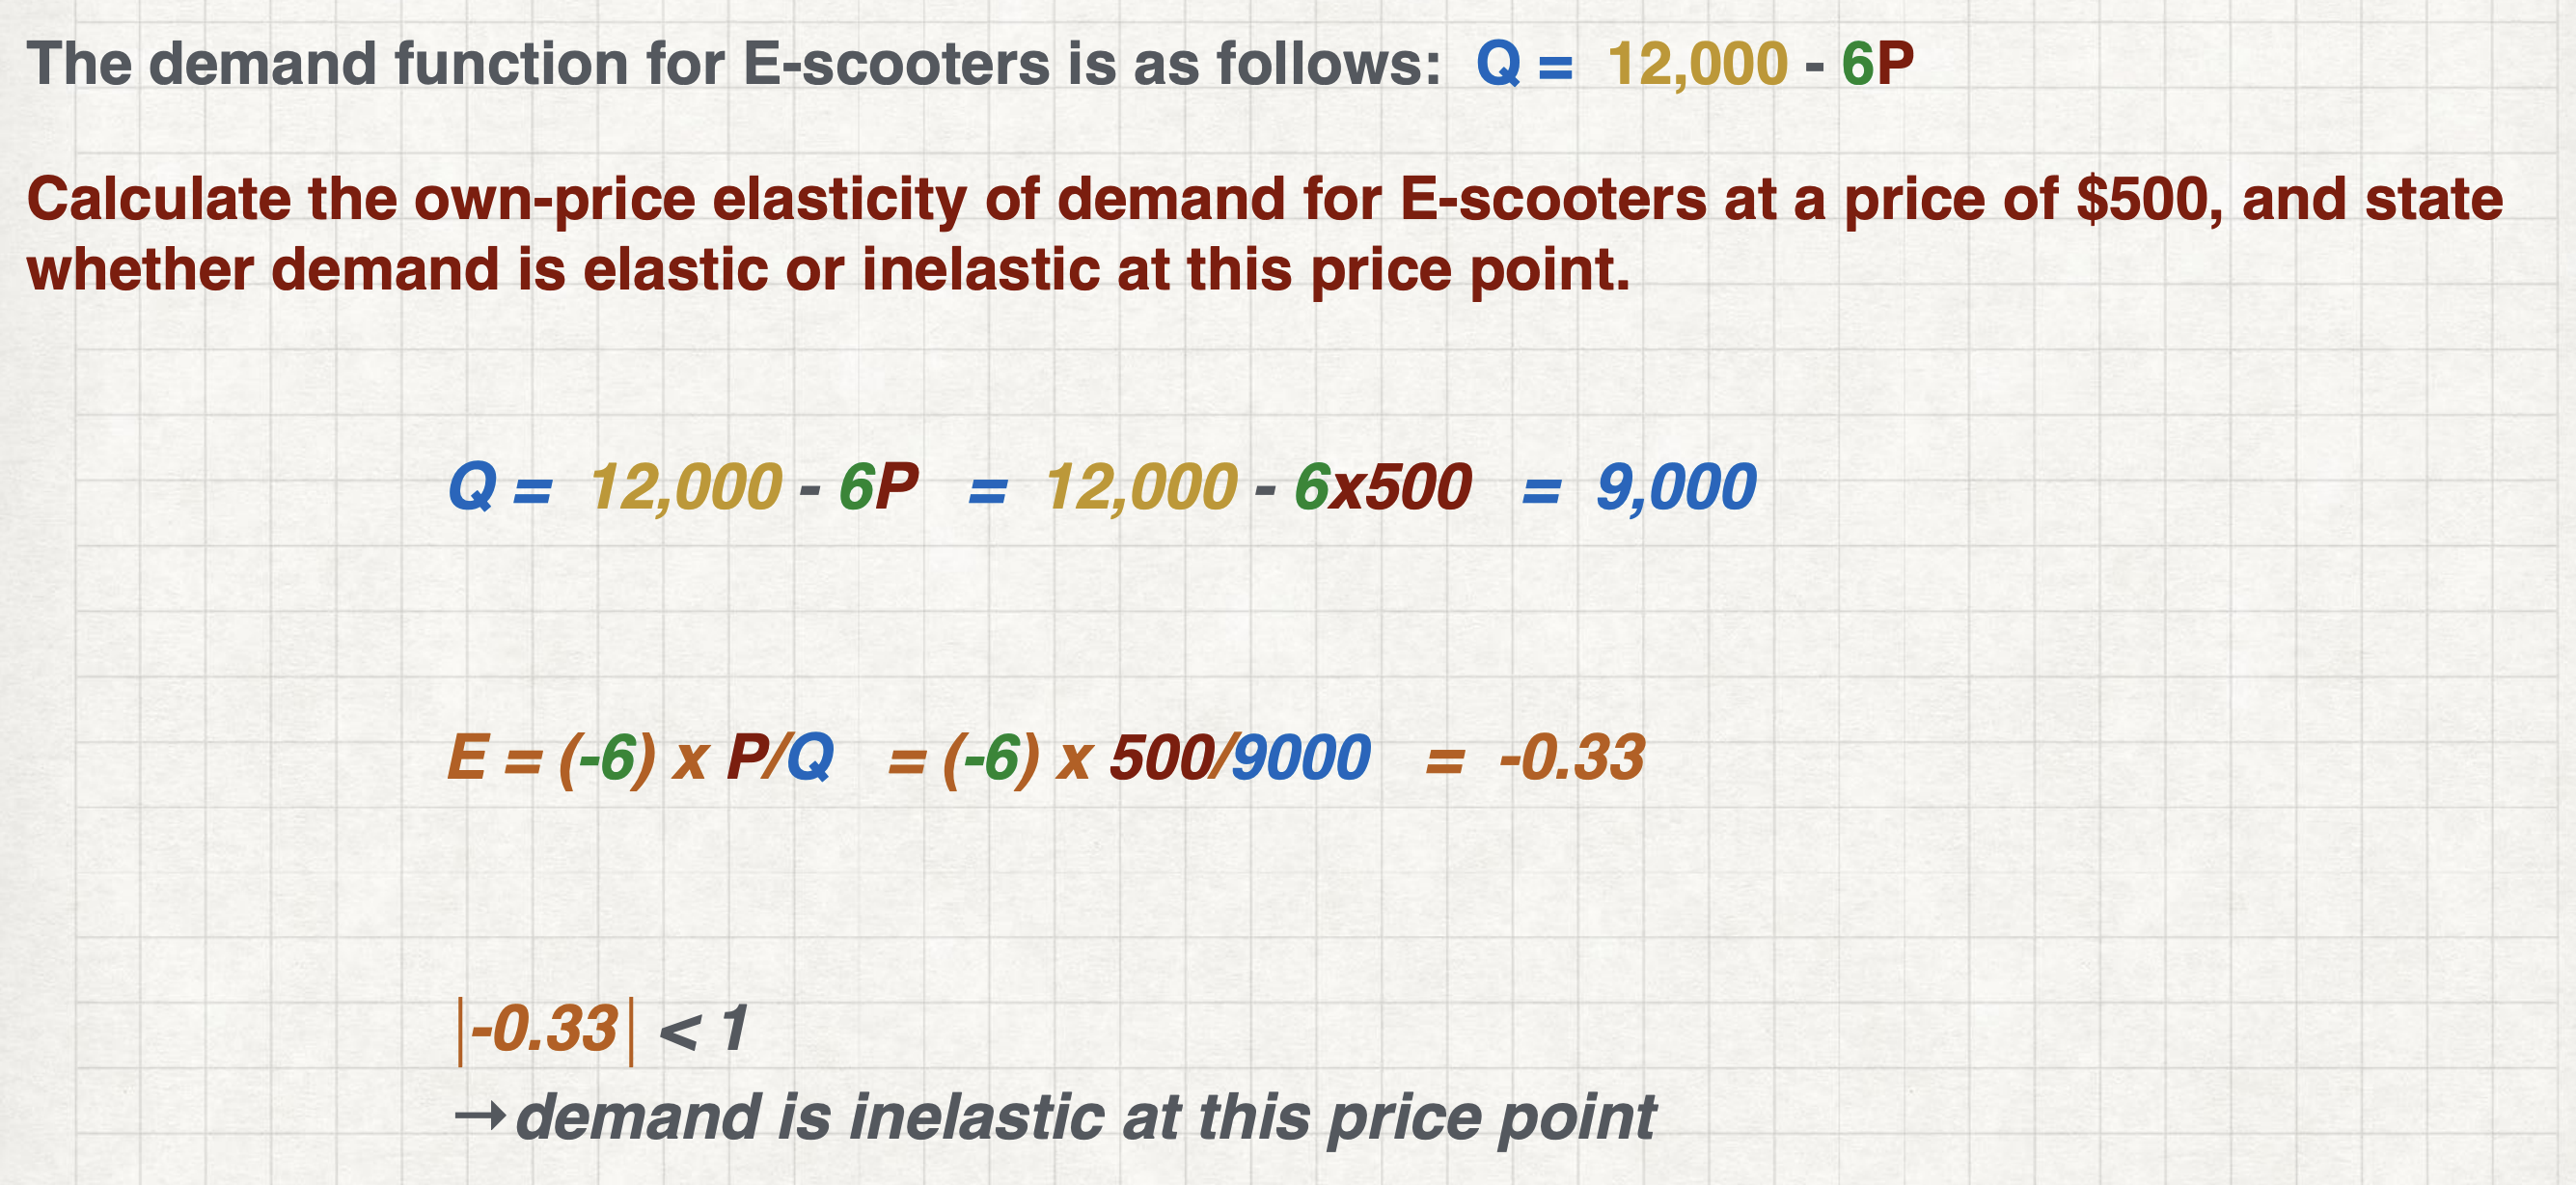 The demand function for E-scooters is as follows: Q = 12,000 - 6P
Calculate the own-price elasticity of demand for E-scooters at a price of $500, and state
whether demand is elastic or inelastic at this price point.
Q = 12,000 - 6P = 12,000 - 6x500 = 9,000
E = (-6) x P/Q = (-6) x 500/9000 = -0.33
|-0.33| < 1
→demand is inelastic at this price point